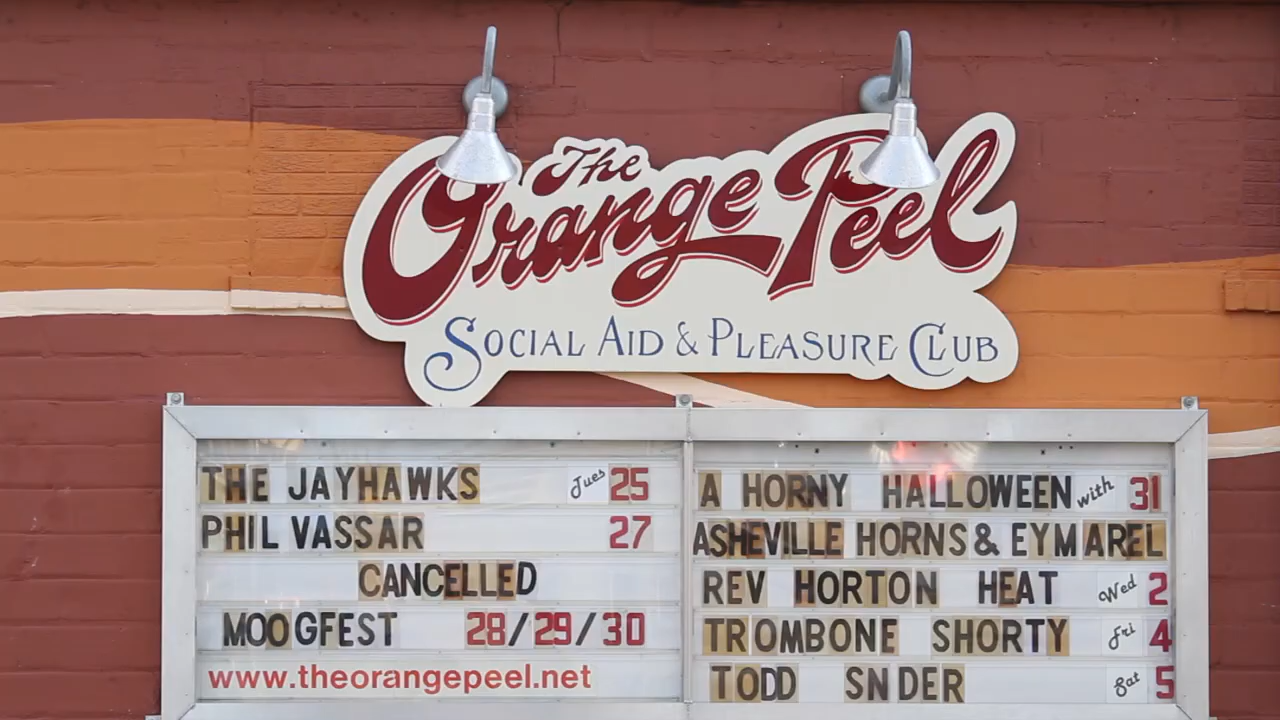 The
Orange Peel
SOCIAL AID & PLEASURE CLUB
THE JAYHAWKS Tues 25
PHIL VASSAR 27
CANCELLED
MOOGFEST 28/29/30
www.theorangepeel.net
A HORNY HALLOWEEN with 31
ASHEVILLE HORNS & EYMAREL
REV HORTON HEAT Wed 2
TROMBONE SHORTY Fri 4
TODD SNDER Sat 5